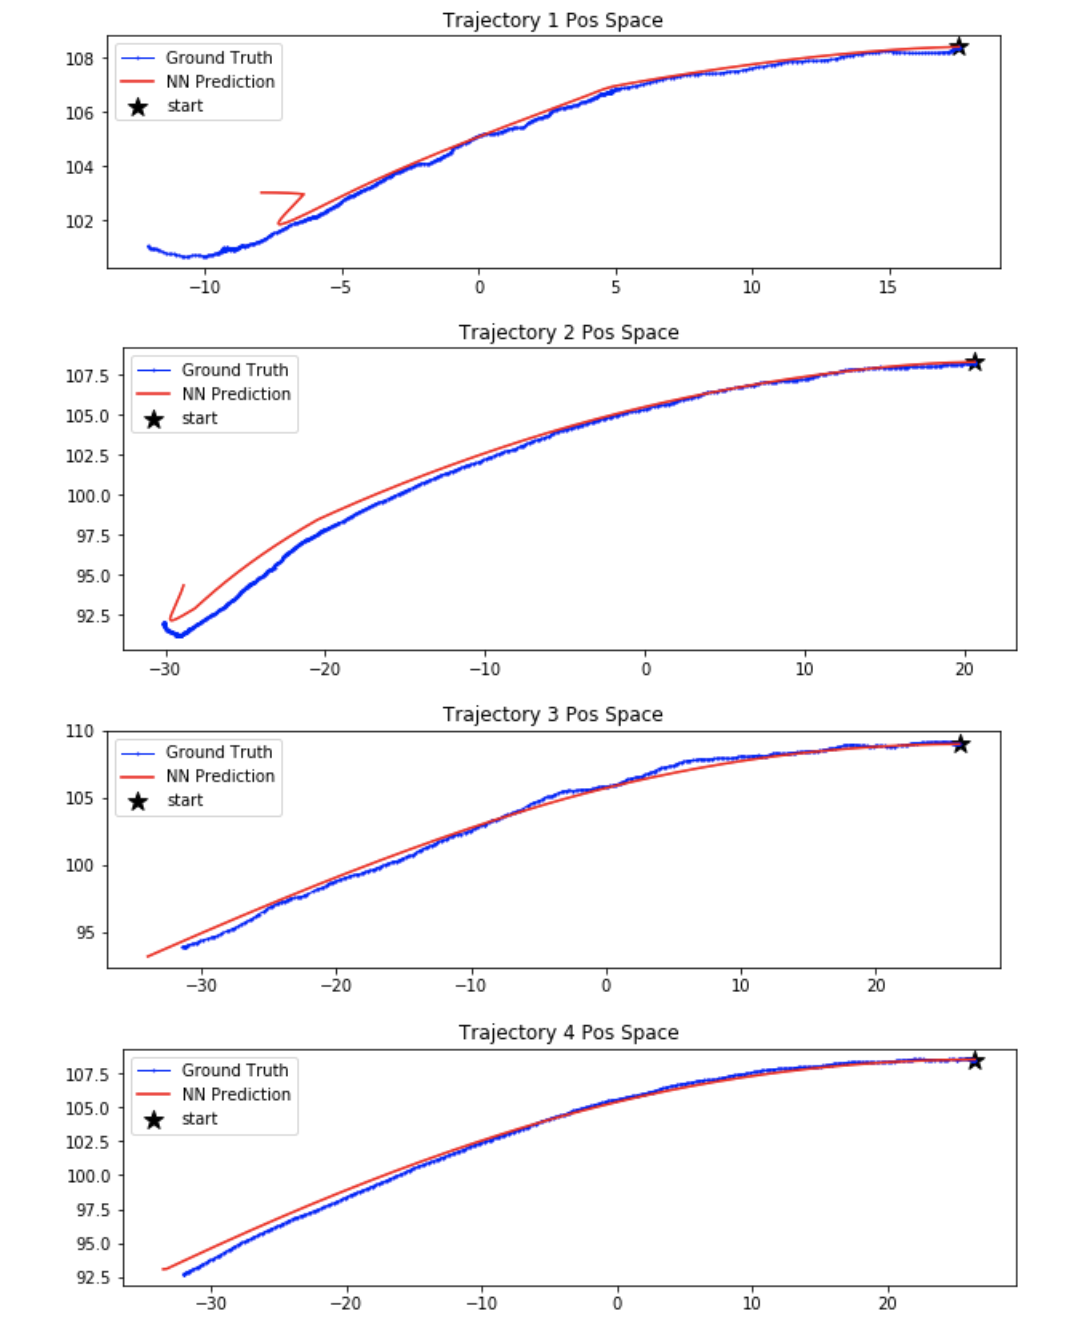 Trajectory 1 Pos Space
Ground Truth
NN Prediction
start
108
106
104
102
−10 −5 0 5 10 15
Trajectory 2 Pos Space
Ground Truth
NN Prediction
start
107.5
105.0
102.5
100.0
97.5
95.0
92.5
−30 −20 −10 0 10 20
Trajectory 3 Pos Space
Ground Truth
NN Prediction
start
110
105
100
95
−30 −20 −10 0 10 20
Trajectory 4 Pos Space
Ground Truth
NN Prediction
start
107.5
105.0
102.5
100.0
97.5
95.0
92.5
−30 −20 −10 0 10 20